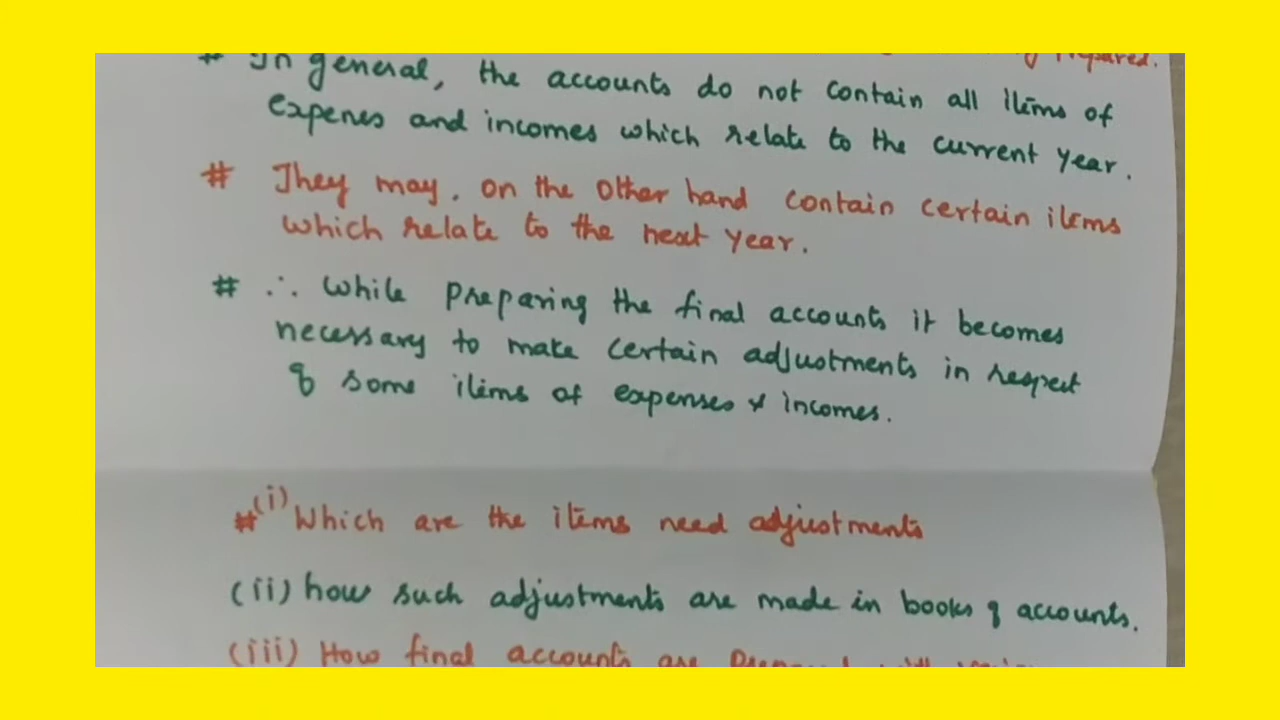 prepared.
# In general, the accounts do not contain all items of
expenes and incomes which relate to the current year.
# They may, on the other hand contain certain items
which relate to the next year.
# ∴ while preparing the final accounts it becomes
necessary to make certain adjustments in respect
of some items of expenses & incomes.
# (i) Which are the items need adjustments
(ii) how such adjustments are made in books of accounts.
(iii) How final accounts are